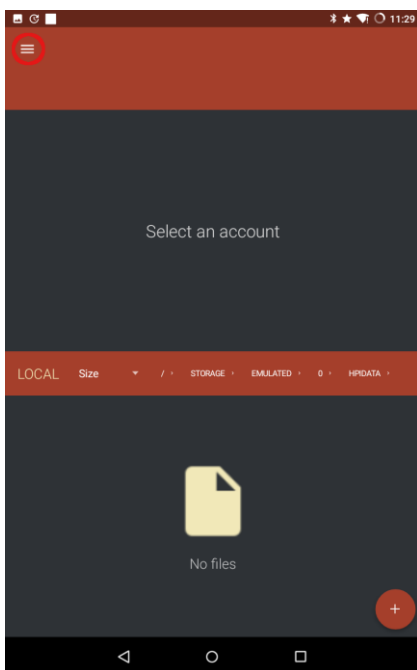 11:29
Select an account
LOCAL Size / STORAGE EMULATED 0 HPIDATA
No files